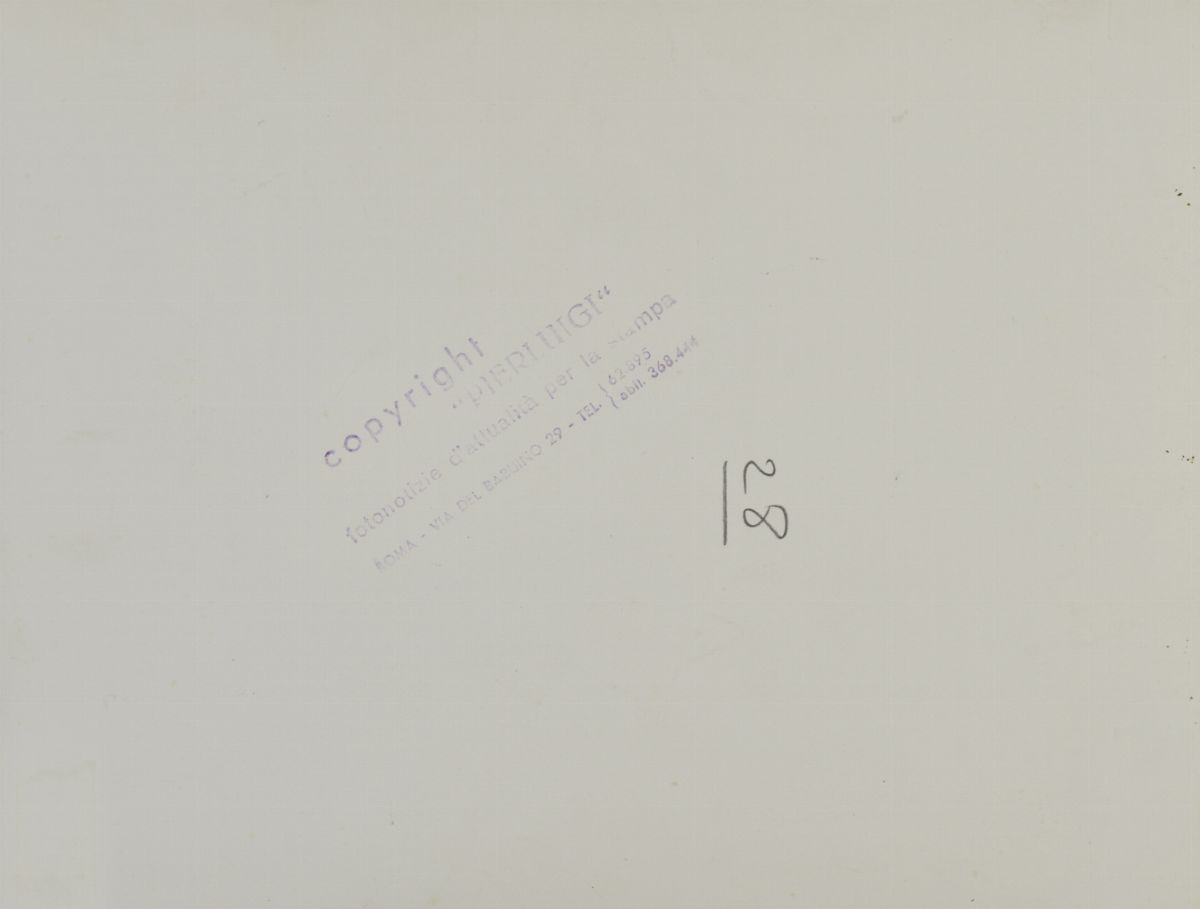 copyright
"PIERLUIGI"
fotonotizie d'attualità per la stampa
ROMA - VIA DEL BABUINO 29 - TEL. { 62.895
{ abit. 368.444
28